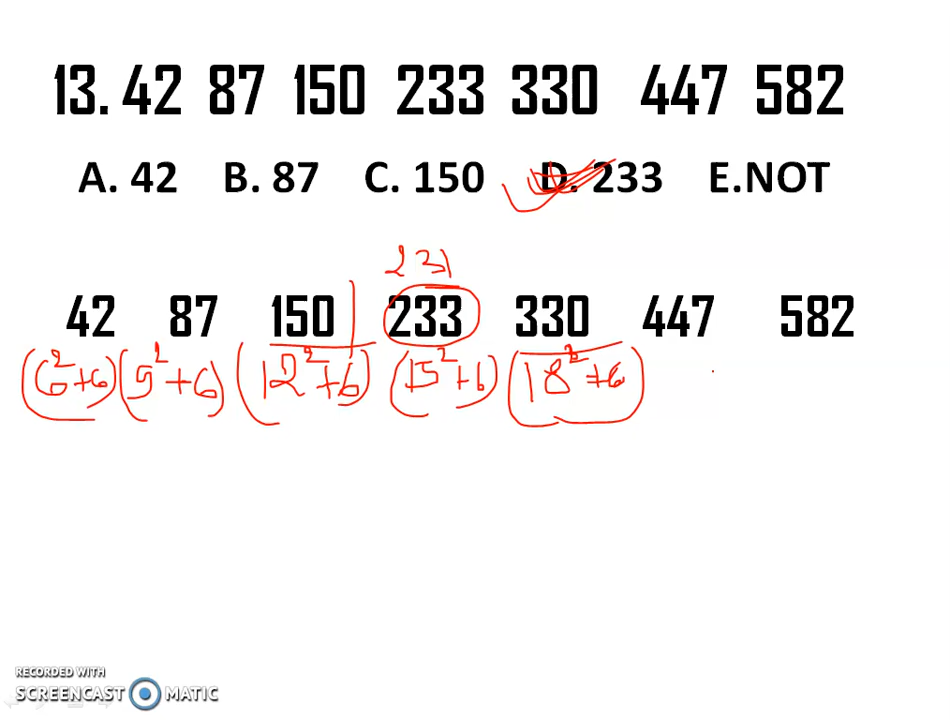 13. 42 87 150 233 330 447 582
A. 42 B. 87 C. 150 D. 233 E.NOT
231
42 87 150 233 330 447 582
(6²+6) (9²+6) (12²+6) (15²+6) (18²+6)
RECORDED WITH
SCREENCAST MATIC